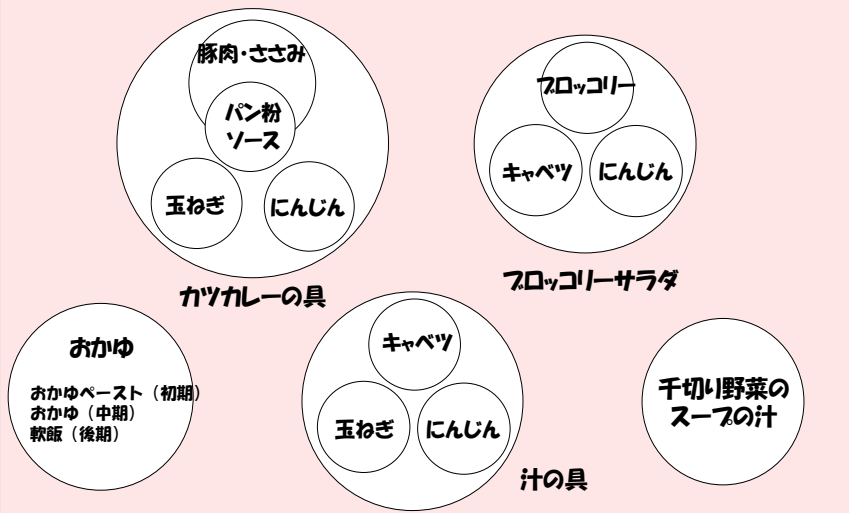 豚肉・ささみ
パン粉
ソース
玉ねぎ
にんじん
カツカレーの具
ブロッコリー
キャベツ
にんじん
ブロッコリーサラダ
おかゆ
おかゆペースト（初期）
おかゆ（中期）
軟飯（後期）
キャベツ
玉ねぎ
にんじん
汁の具
千切り野菜の
スープの汁